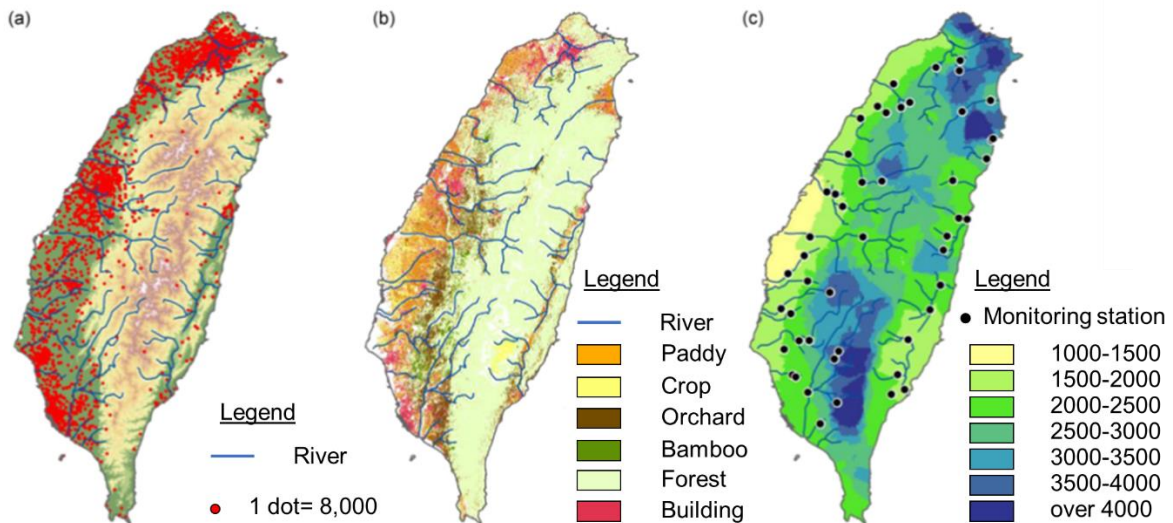 (a)
(b)
(c)
Legend
River
1 dot= 8,000
Legend
River
Paddy
Crop
Orchard
Bamboo
Forest
Building
Legend
Monitoring station
1000-1500
1500-2000
2000-2500
2500-3000
3000-3500
3500-4000
over 4000